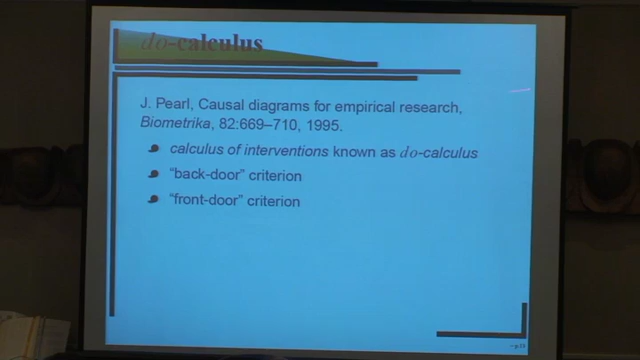 do-calculus
J. Pearl, Causal diagrams for empirical research,
Biometrika, 82:669–710, 1995.
calculus of interventions known as do-calculus
“back-door” criterion
“front-door” criterion